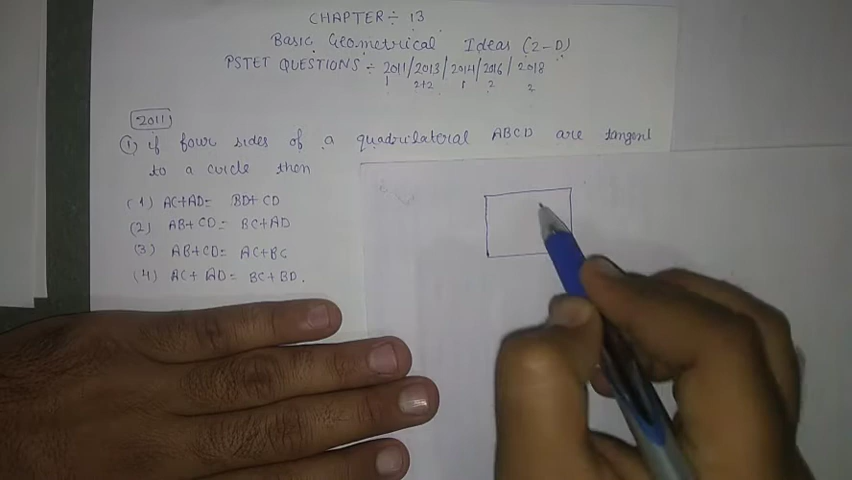 CHAPTER ÷ 13
Basic Geometrical Ideas (2-D)
PSTET QUESTIONS ÷ 2011/2013/2014/2016/2018
1 2+2 1 2 2
2011
① if four sides of a quadrilateral ABCD are tangent
to a circle then
(1) AC+AD= BD+CD
(2) AB+CD= BC+AD
(3) AB+CD= AC+BC
(4) AC+AD= BC+BD.